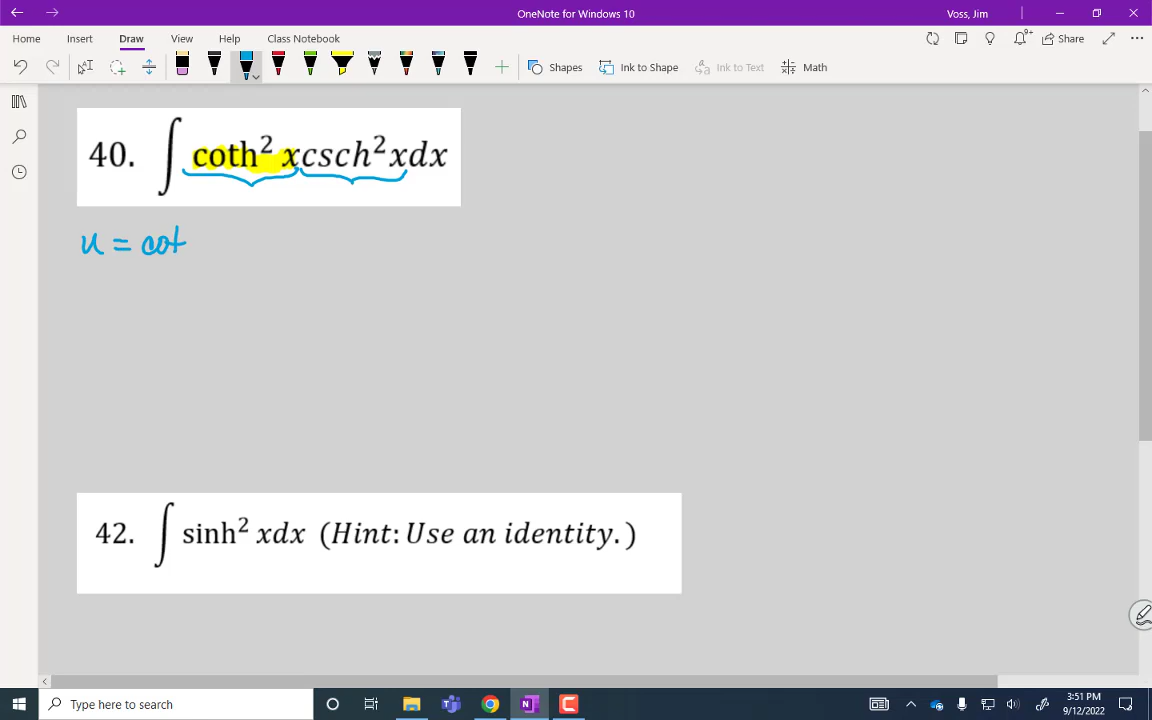 OneNote for Windows 10
Voss, Jim
Home Insert Draw View Help Class Notebook
Share
Shapes Ink to Shape Ink to Text Math
40. ∫ coth² xcsch² xdx
u = cot
42. ∫ sinh² xdx (Hint: Use an identity.)
Type here to search
3:51 PM
9/12/2022